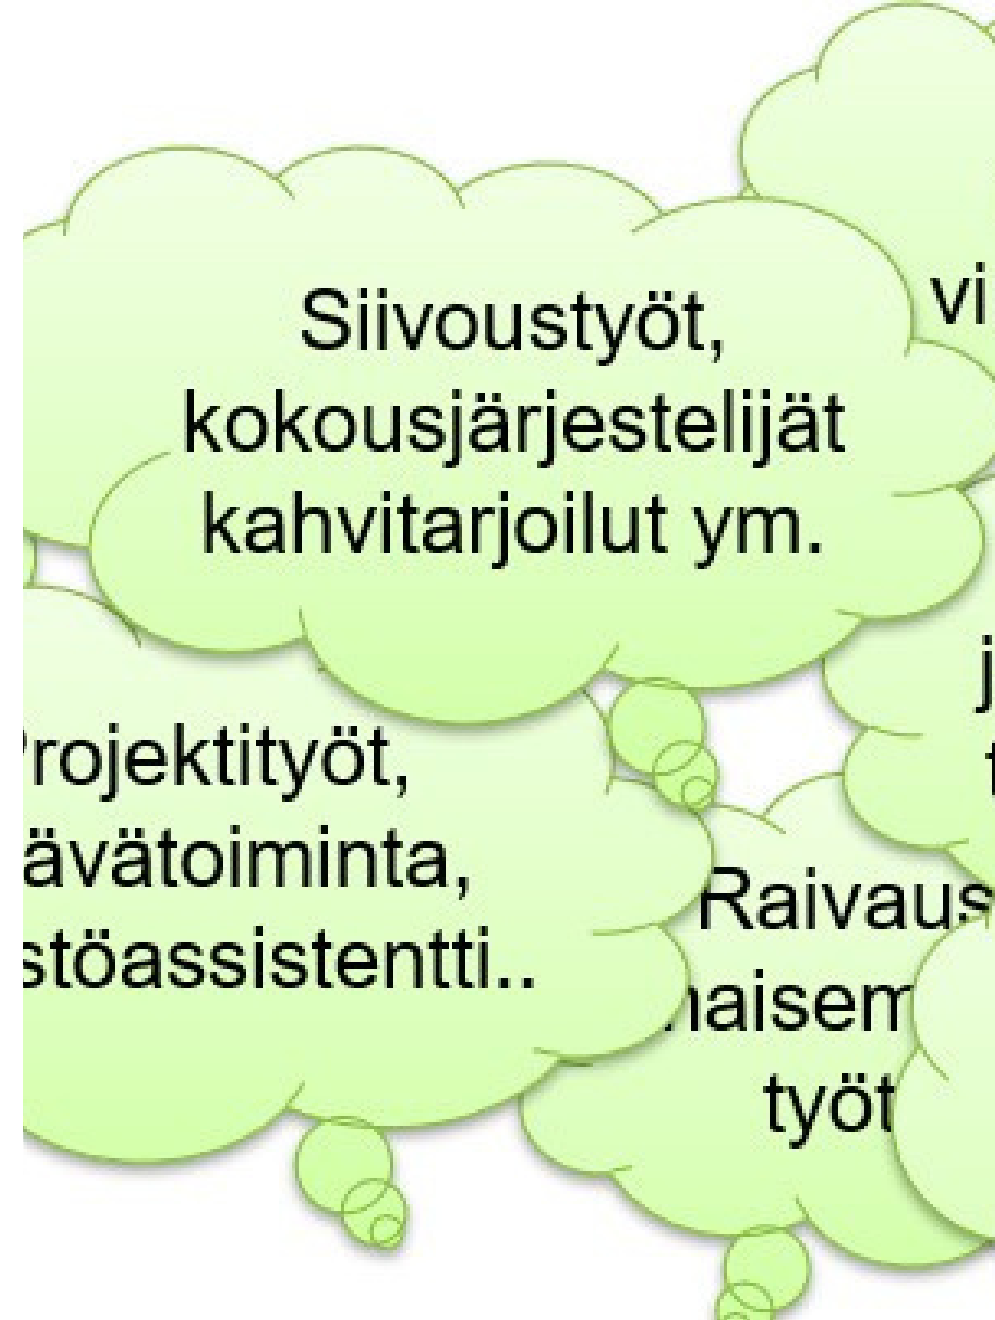 Siivoustyöt,
kokousjärjestelijät
kahvitarjoilut ym.
rojektityöt,
ävätoiminta,
stöassistentti..
Raivaus
aisem
työt
vi
j